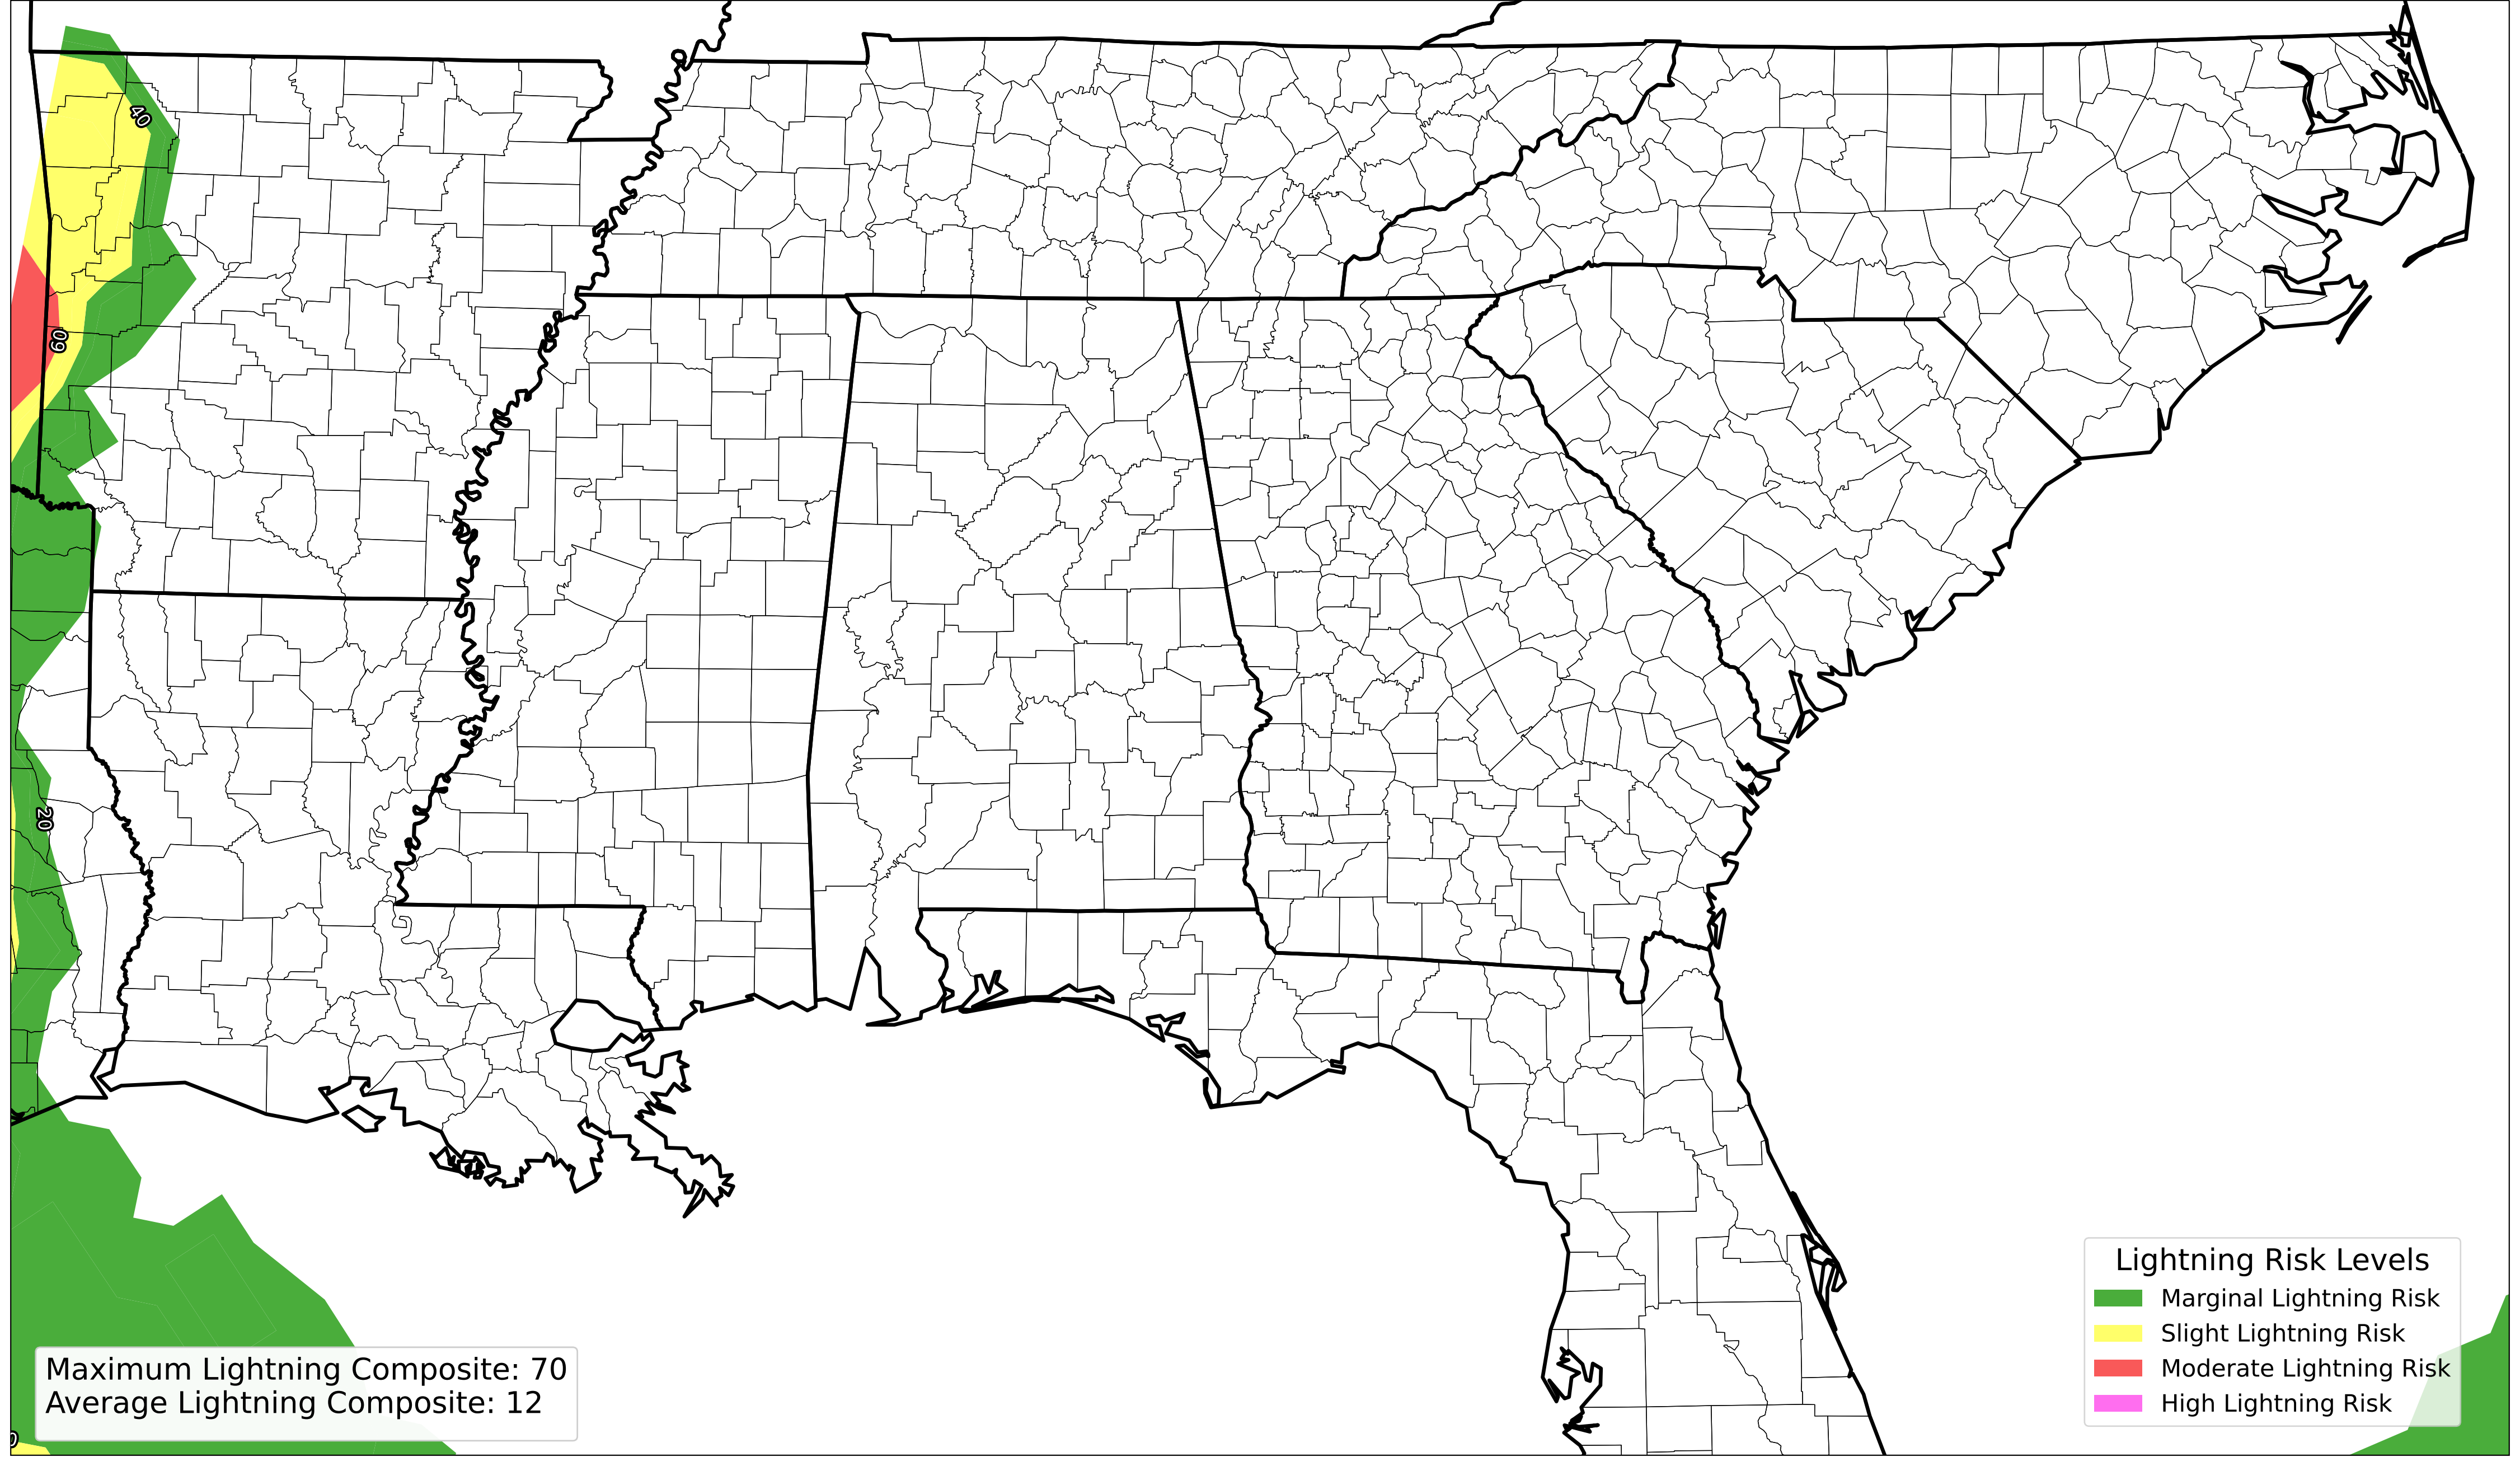 40
60
20
Maximum Lightning Composite: 70
Average Lightning Composite: 12
Lightning Risk Levels
Marginal Lightning Risk
Slight Lightning Risk
Moderate Lightning Risk
High Lightning Risk